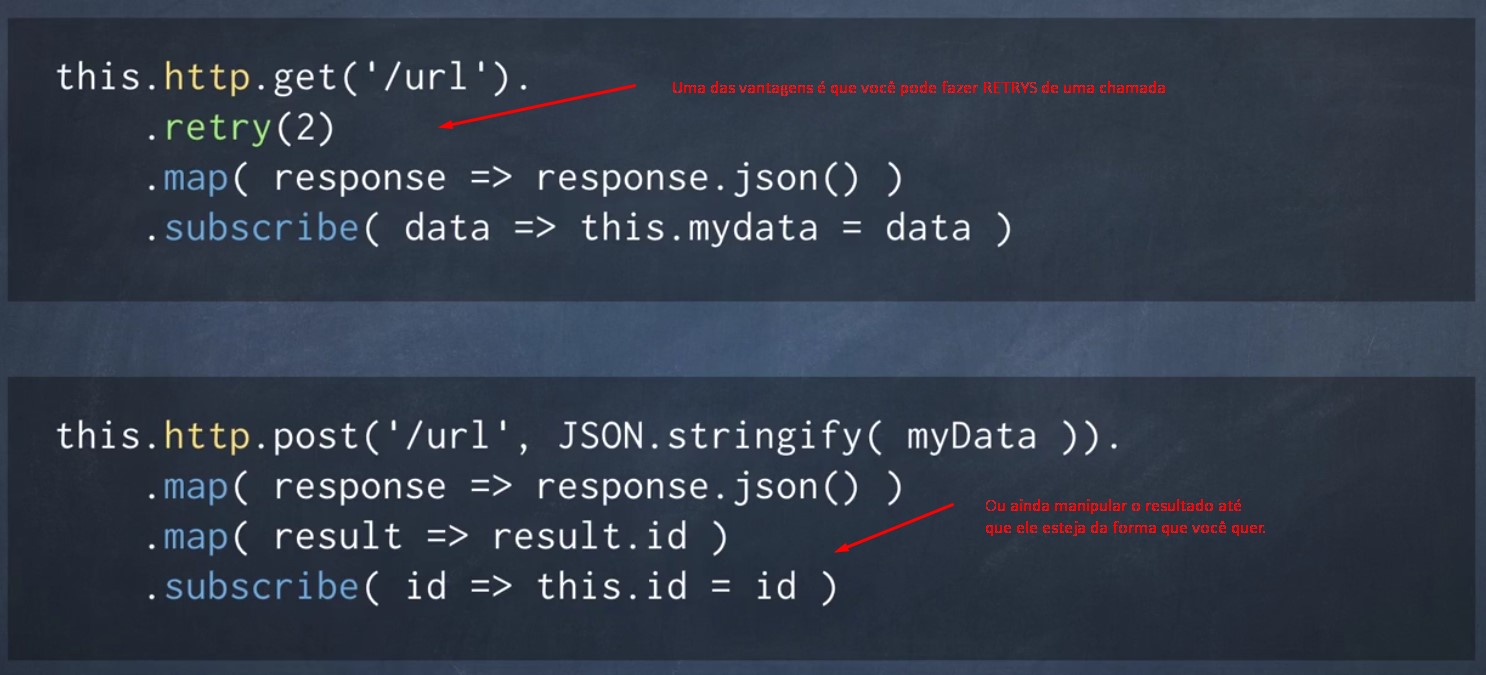 this.http.get('/url').
Uma das vantagens é que você pode fazer RETRYS de uma chamada
.retry(2)
.map( response => response.json() )
.subscribe( data => this.mydata = data )
this.http.post('/url', JSON.stringify( myData )).
.map( response => response.json() )
Ou ainda manipular o resultado até
que ele esteja da forma que você quer.
.map( result => result.id )
.subscribe( id => this.id = id )